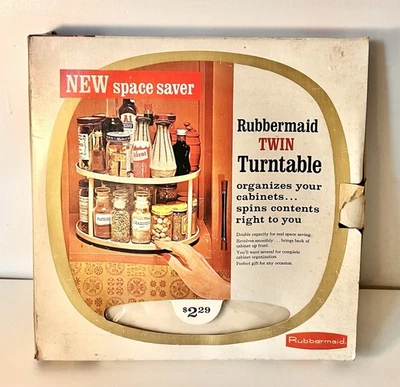 NEW space saver
Rubbermaid
TWIN
Turntable
organizes your
cabinets...
spins contents
right to you
Double capacity for real space saving.
Revolves smoothly ... brings back of
cabinet up front.
You'll want several for complete
cabinet organization.
Perfect gift for any occasion.
$2.29
Rubbermaid